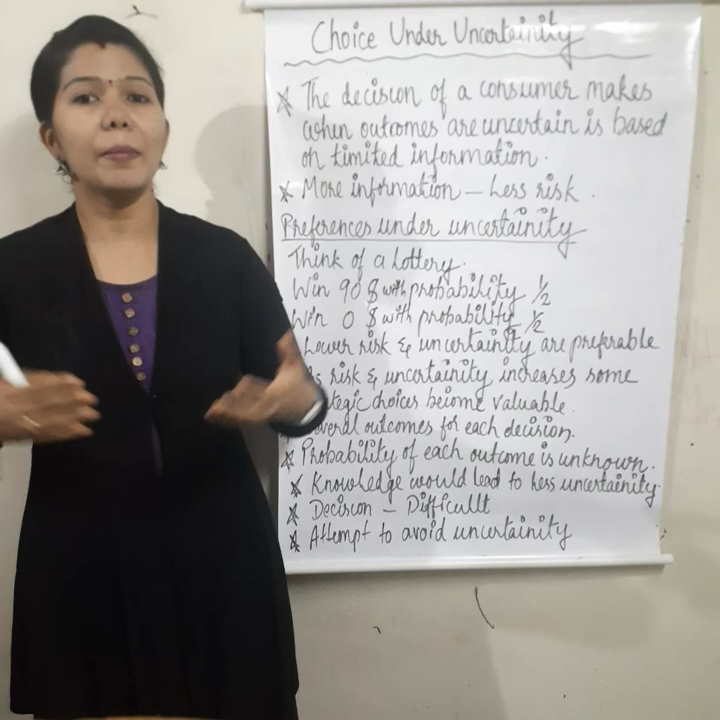 Choice Under Uncertainity
The decision of a consumer makes
when outcomes are uncertain is based
on limited information.
More information – Less risk.
Preferences under uncertainity
Think of a lottery.
Win 90 $ with probability 1/2
Win 0 $ with probability 1/2
Lower risk & uncertainity are preferable
risk & uncertainity increases some
choices become valuable.
outcomes for each decision.
Probability of each outcome is unknown.
Knowledge would lead to less uncertainity.
Decision – Difficullt
Attempt to avoid uncertainity